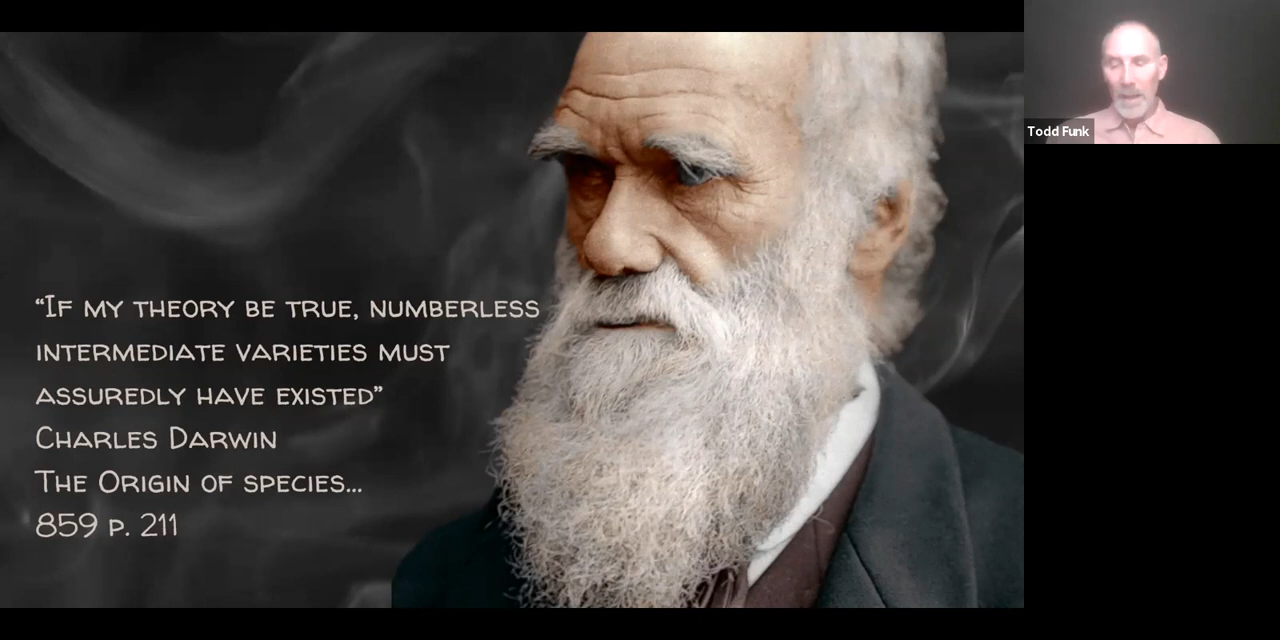 “If my theory be true, numberless
intermediate varieties must
assuredly have existed”
Charles Darwin
The Origin of species...
859 p. 211
Todd Funk